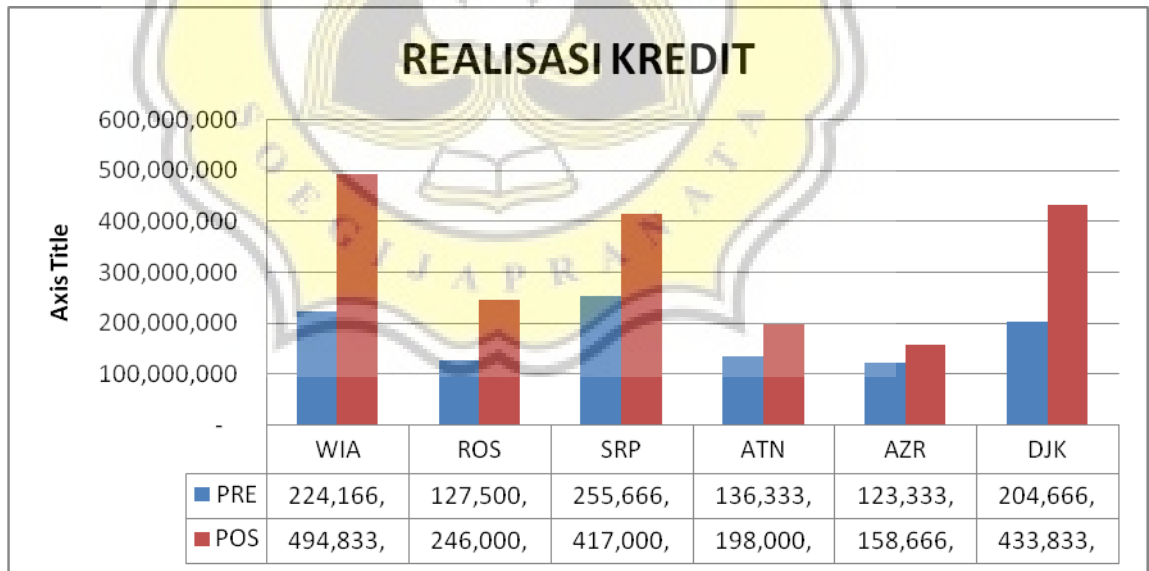 REALISASI KREDIT
SOEGIJAPRANATA
Axis Title
600,000,000
500,000,000
400,000,000
300,000,000
200,000,000
100,000,000
-
WIA ROS SRP ATN AZR DJK
PRE 224,166, 127,500, 255,666, 136,333, 123,333, 204,666,
POS 494,833, 246,000, 417,000, 198,000, 158,666, 433,833,